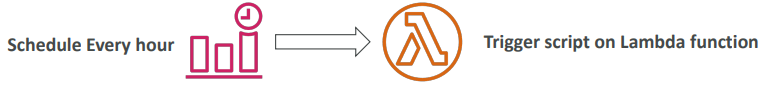 Schedule Every hour
Trigger script on Lambda function